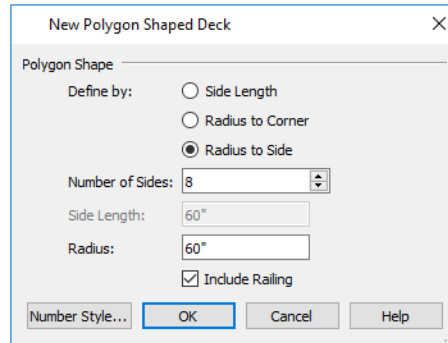 New Polygon Shaped Deck
Polygon Shape
Define by:
Side Length
Radius to Corner
Radius to Side
Number of Sides: 8
Side Length: 60"
Radius: 60"
Include Railing
Number Style... OK Cancel Help